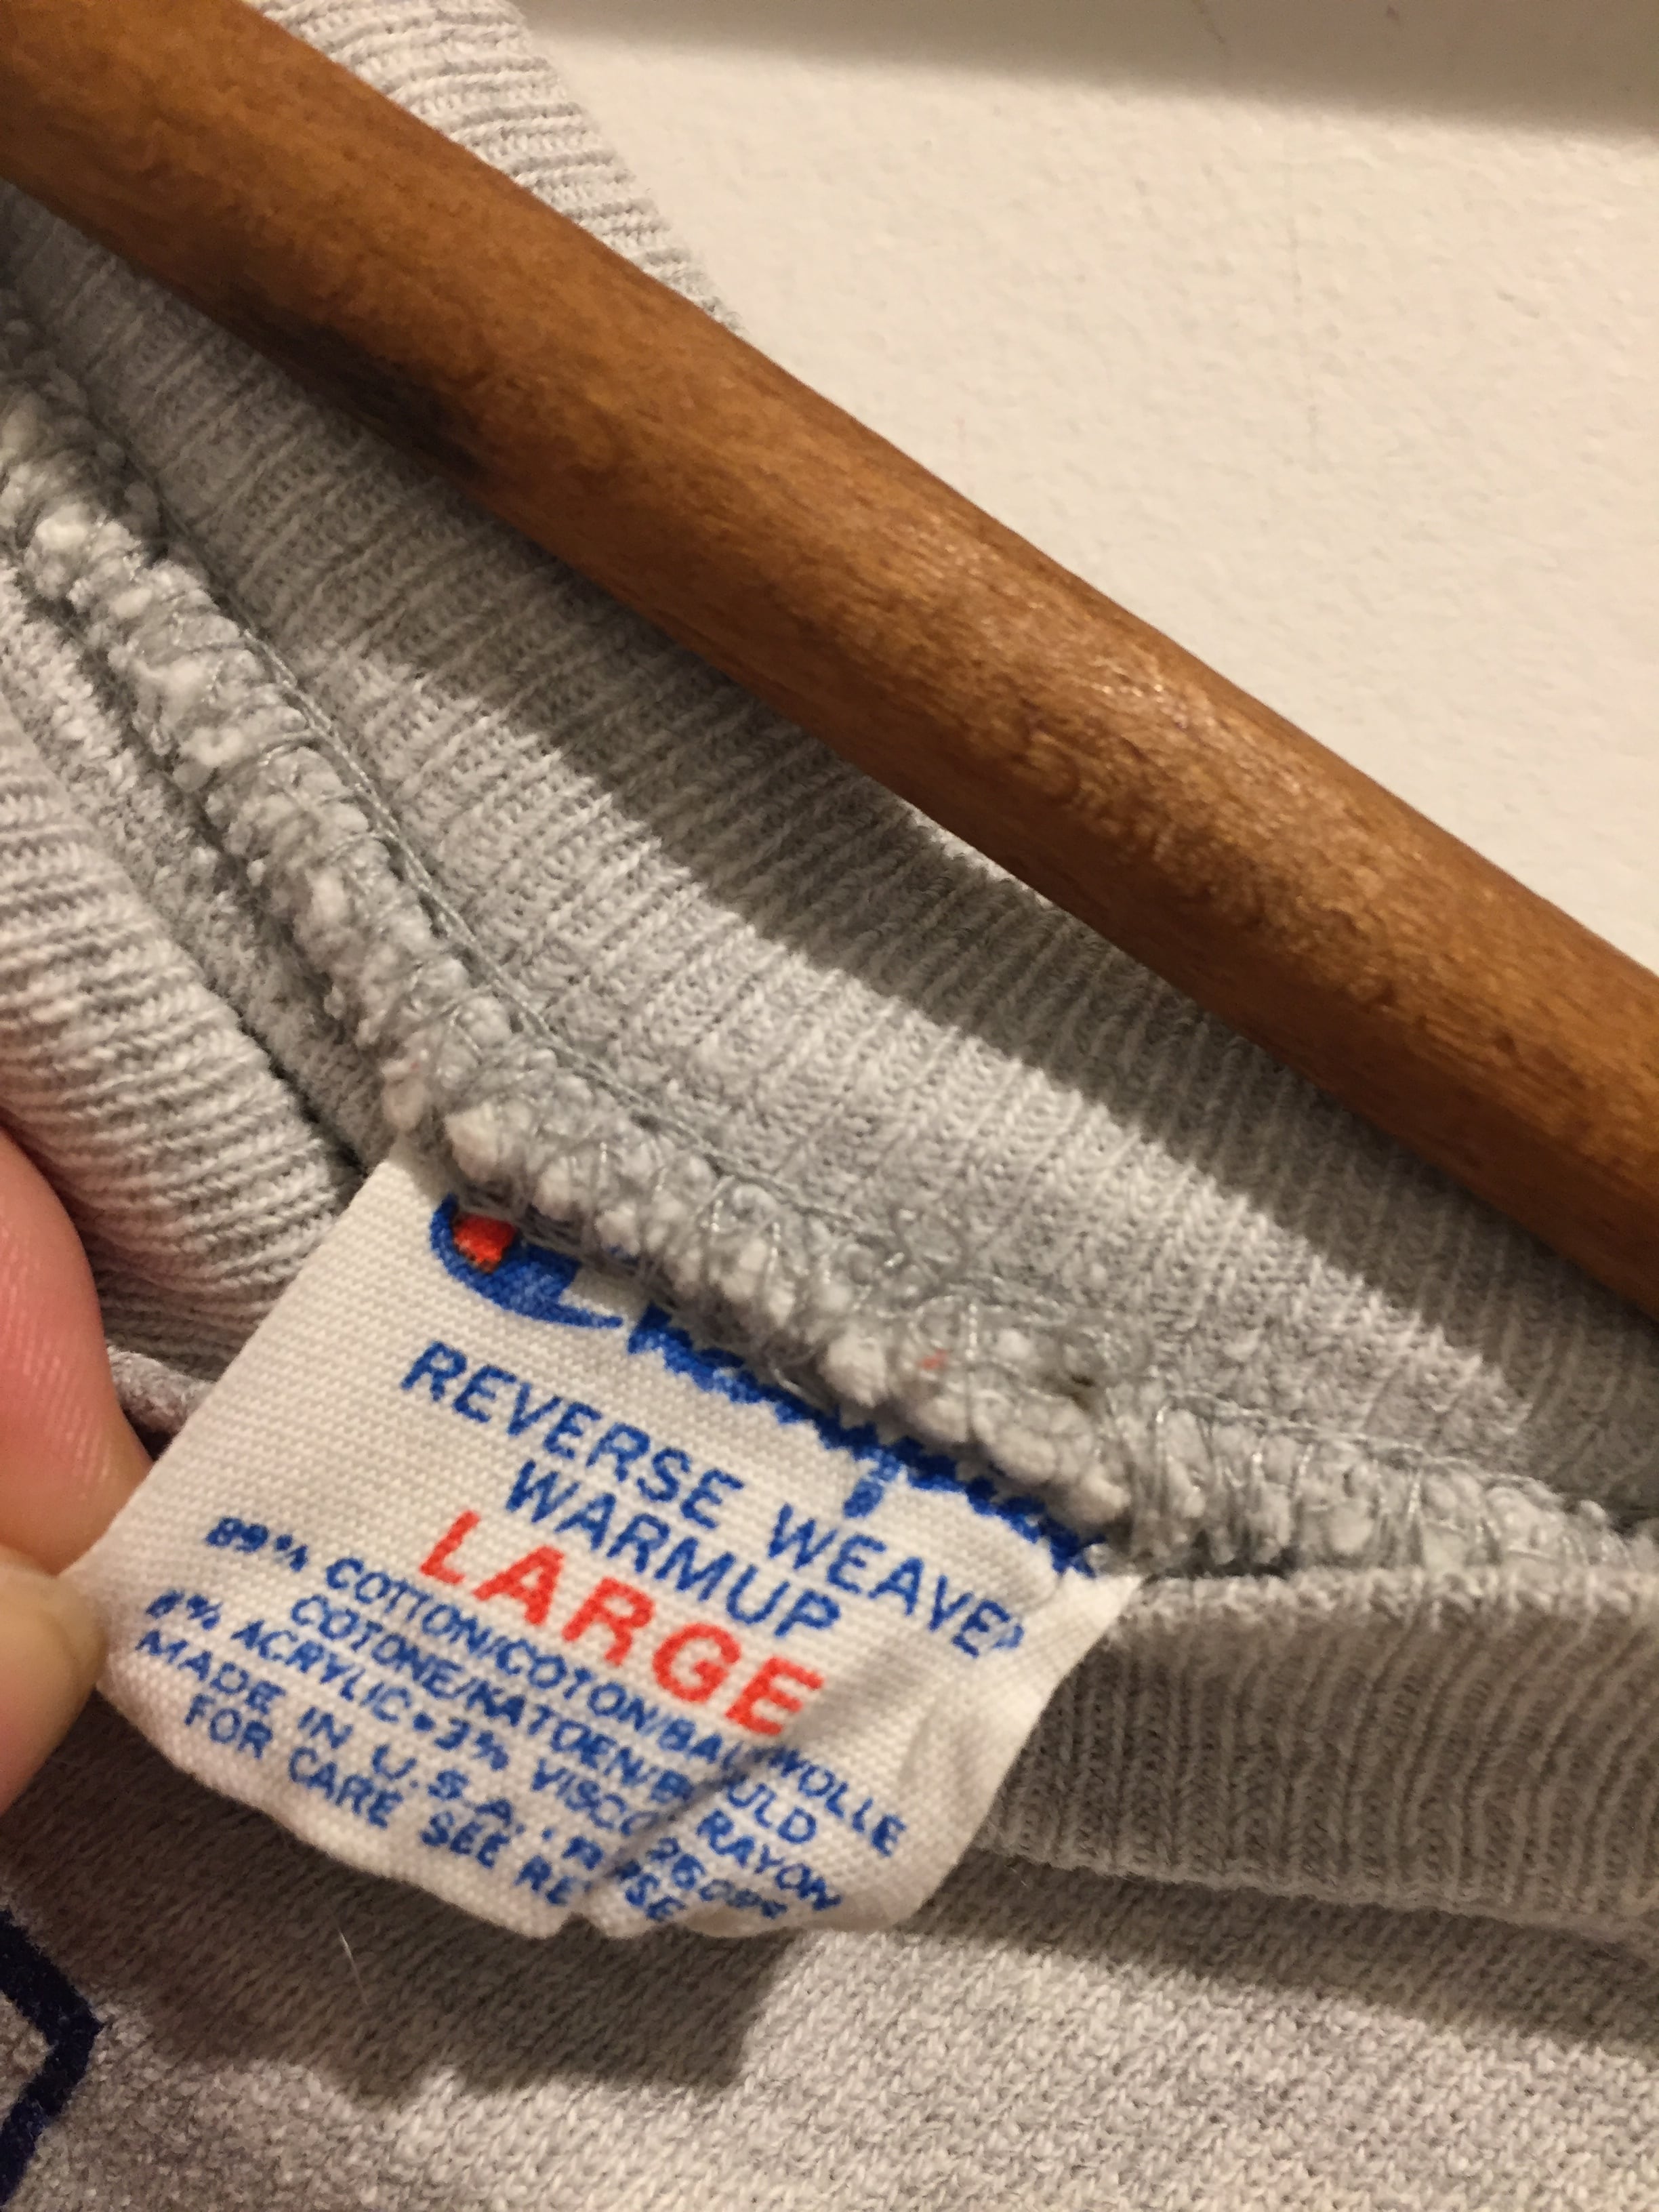 Champion
REVERSE WEAVE®
WARMUP
LARGE
89% COTTON/COTON/BAUMWOLLE
COTONE/KATOEN/
8% ACRYLIC • 3% RAYON
MADE IN U.S.A.
FOR CARE SEE